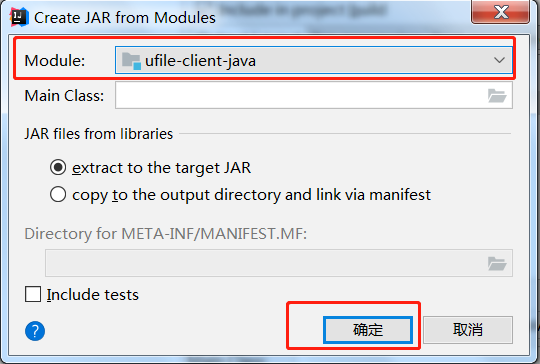 Create JAR from Modules
Module: ufile-client-java
Main Class:
JAR files from libraries
extract to the target JAR
copy to the output directory and link via manifest
Directory for META-INF/MANIFEST.MF:
Include tests
? 确定 取消